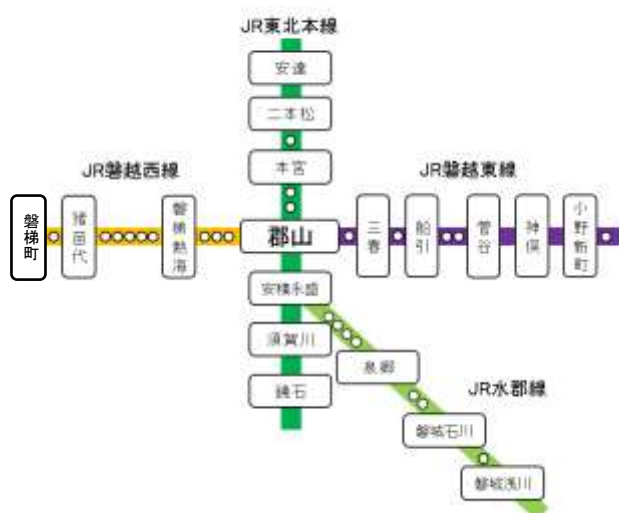 JR東北本線
安達
二本松
本宮
JR磐越西線
JR磐越東線
磐梯町
猪苗代
磐梯熱海
郡山
三春
船引
菅谷
神俣
小野新町
安積永盛
須賀川
鏡石
泉郷
JR水郡線
磐城石川
磐城浅川